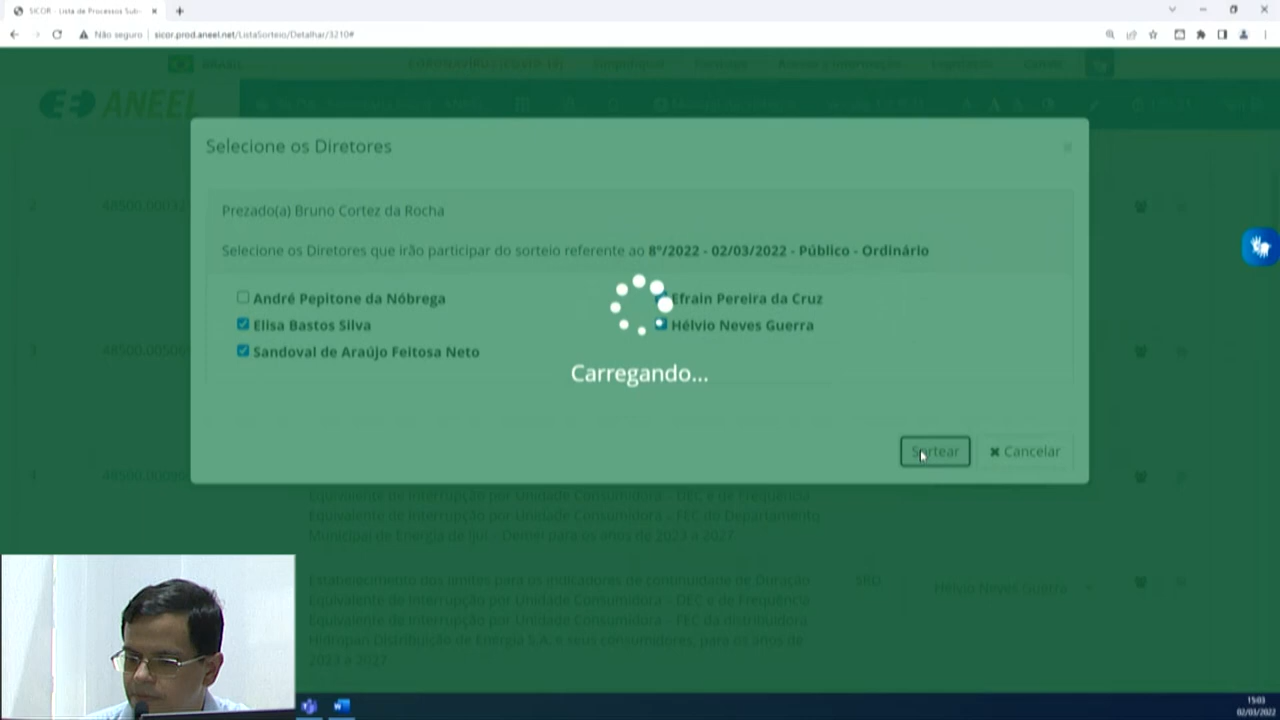 SICOR - Lista de Processos Sub
Não seguro
sicor.prod.aneel.net/ListaSorteio/Detalhar/3210#
BRASIL
ANEEL
Selecione os Diretores
2
Prezado(a) Bruno Cortez da Rocha
Selecione os Diretores que irão participar do sorteio referente ao 8º/2022 - 02/03/2022 - Público - Ordinário
André Pepitone da Nóbrega
Efrain Pereira da Cruz
Elisa Bastos Silva
Hélvio Neves Guerra
3
Sandoval de Araújo Feitosa Neto
Carregando...
Sortear
Cancelar
Equivalente de Interrupção por Unidade Consumidora - DEC e de Frequência
Equivalente de Interrupção por Unidade Consumidora - FEC do Departamento
Municipal de Energia de Ijuí - Demei para os anos de 2023 a 2027
Estabelecimento dos limites para os indicadores de continuidade de Duração
SRD
Hélvio Neves Guerra
Equivalente de Interrupção por Unidade Consumidora - DEC e de Frequência
Equivalente de Interrupção por Unidade Consumidora - FEC da distribuidora
Hidropan Distribuição de Energia S.A. e seus consumidores, para os anos de
2023 a 2027
15:03
02/03/2022